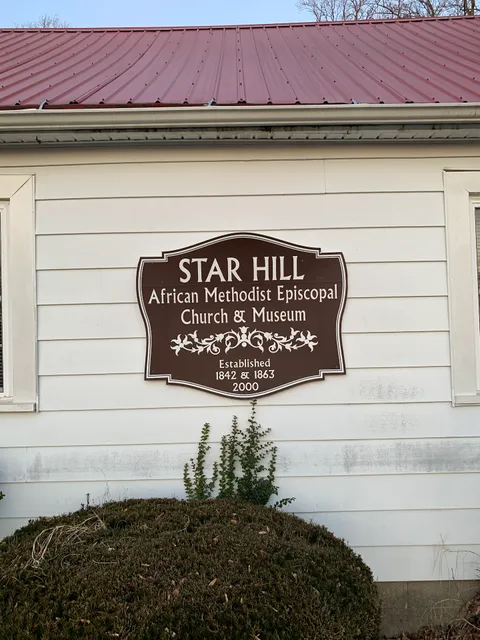 STAR HILL
African Methodist Episcopal
Church & Museum
Established
1842 & 1863
2000